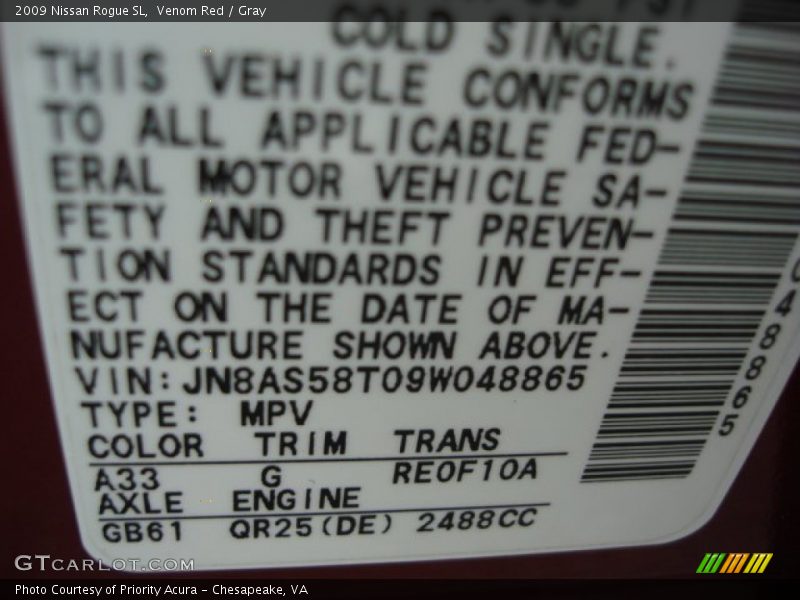 2009 Nissan Rogue SL,  Venom Red / Gray
COLD SINGLE.
THIS VEHICLE CONFORMS
TO ALL APPLICABLE FED-
ERAL MOTOR VEHICLE SA-
FETY AND THEFT PREVEN-
TION STANDARDS IN EFF-
ECT ON THE DATE OF MA-
NUFACTURE SHOWN ABOVE.
VIN:JN8AS58T09W048865
TYPE: MPV
COLOR TRIM TRANS
A33 G RE0F10A
AXLE ENGINE
GB61 QR25(DE) 2488CC
48865
GTCARLOT.COM
Photo Courtesy of Priority Acura - Chesapeake, VA